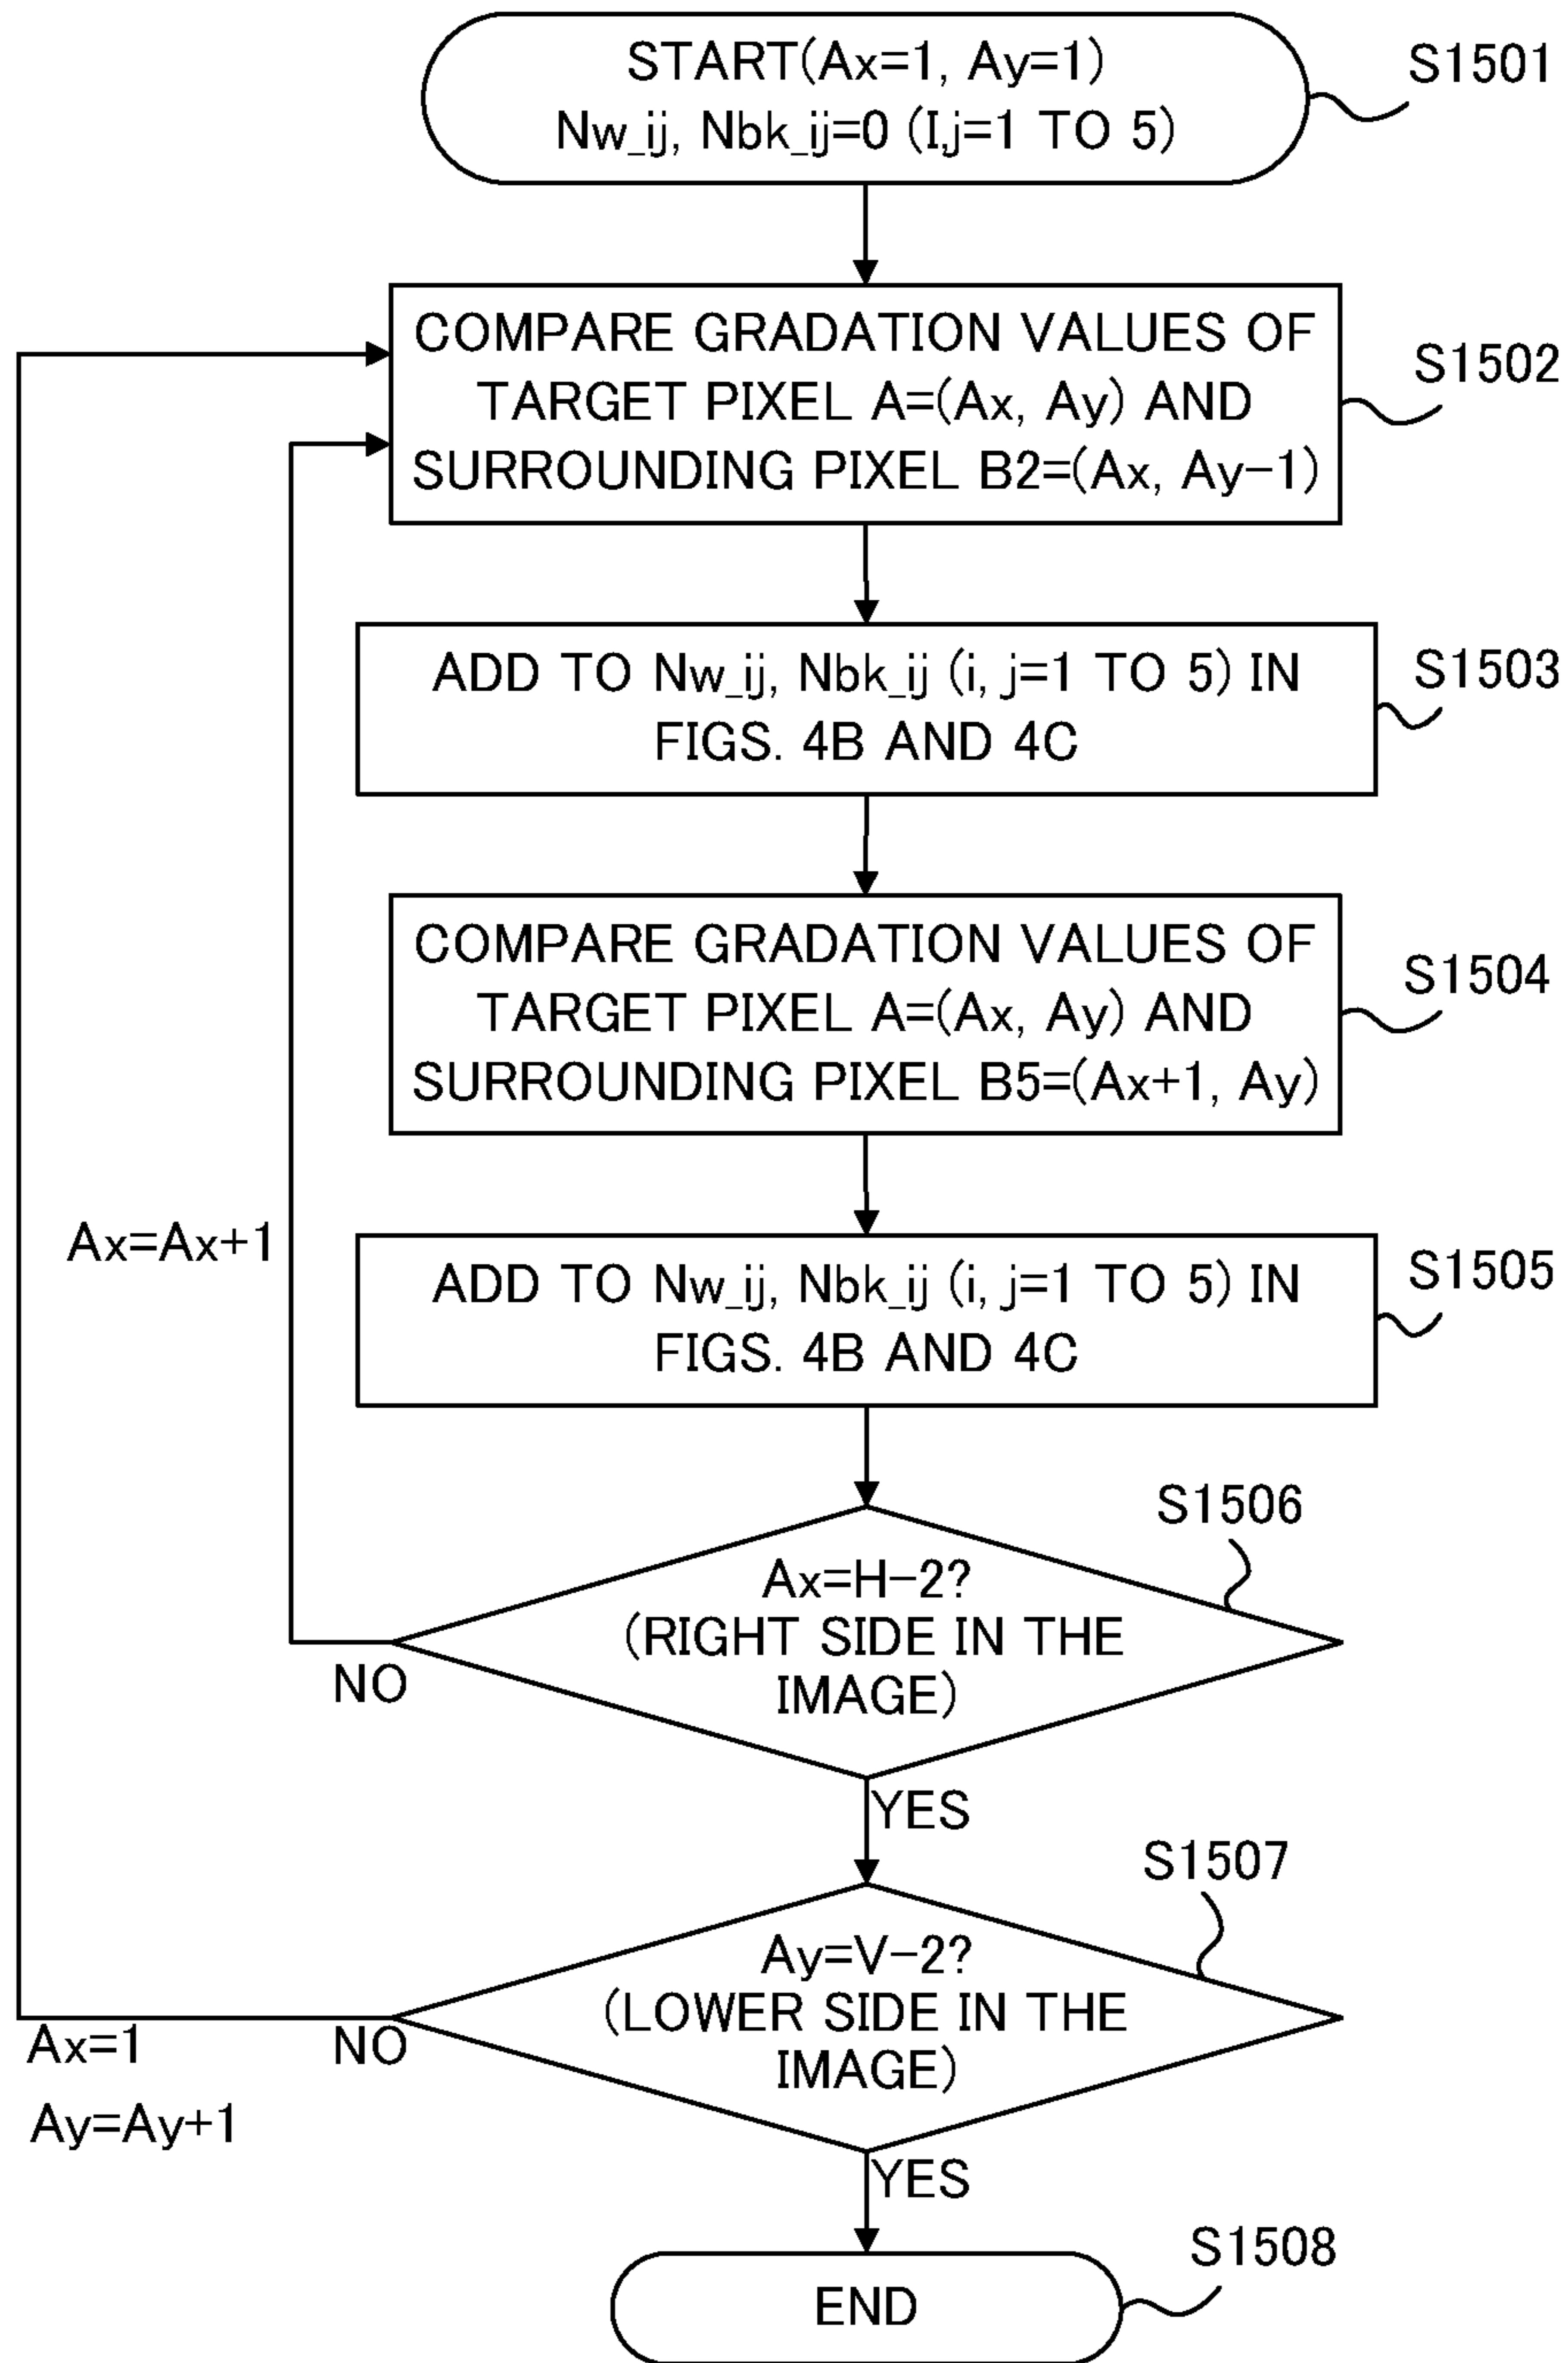 START(Ax=1, Ay=1)
Nw_ij, Nbk_ij=0 (I,j=1 TO 5)
S1501
COMPARE GRADATION VALUES OF
TARGET PIXEL A=(Ax, Ay) AND
SURROUNDING PIXEL B2=(Ax, Ay-1)
S1502
ADD TO Nw_ij, Nbk_ij (i, j=1 TO 5) IN
FIGS. 4B AND 4C
S1503
COMPARE GRADATION VALUES OF
TARGET PIXEL A=(Ax, Ay) AND
SURROUNDING PIXEL B5=(Ax+1, Ay)
S1504
Ax=Ax+1
ADD TO Nw_ij, Nbk_ij (i, j=1 TO 5) IN
FIGS. 4B AND 4C
S1505
S1506
Ax=H-2?
(RIGHT SIDE IN THE
IMAGE)
NO
YES
S1507
Ay=V-2?
(LOWER SIDE IN THE
IMAGE)
NO
Ax=1
Ay=Ay+1
YES
S1508
END